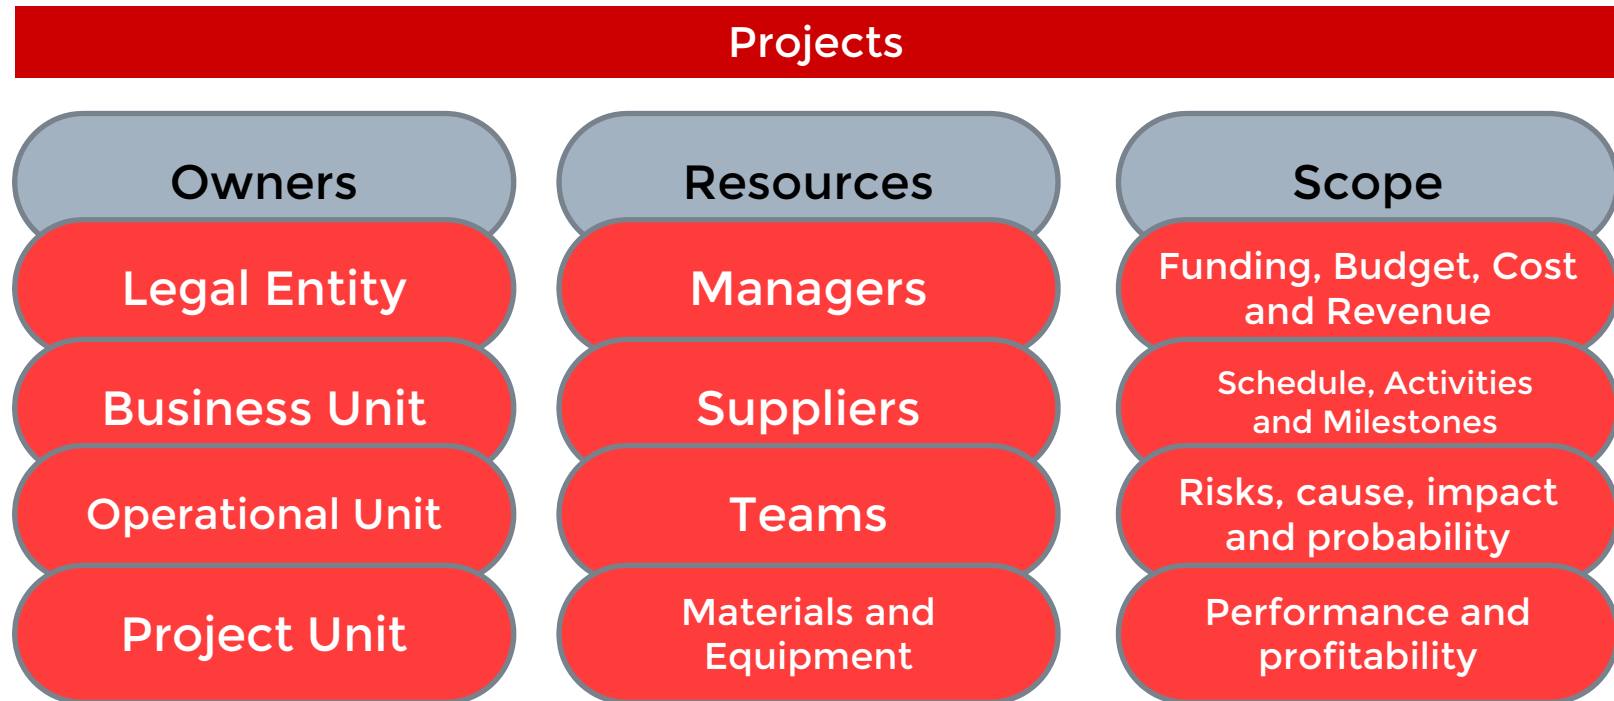 Projects
Owners
Legal Entity
Business Unit
Operational Unit
Project Unit
Resources
Managers
Suppliers
Teams
Materials and
Equipment
Scope
Funding, Budget, Cost
and Revenue
Schedule, Activities
and Milestones
Risks, cause, impact
and probability
Performance and
profitability